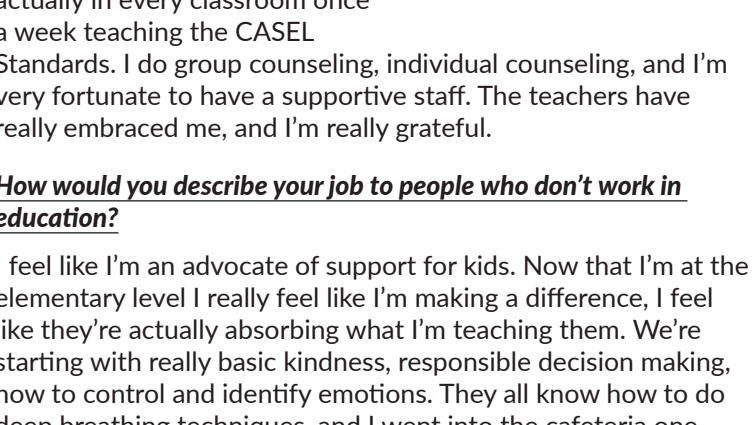 actually in every classroom once
a week teaching the CASEL
Standards. I do group counseling, individual counseling, and I’m
very fortunate to have a supportive staff. The teachers have
really embraced me, and I’m really grateful.
How would you describe your job to people who don’t work in
education?
feel like I’m an advocate of support for kids. Now that I’m at the
elementary level I really feel like I’m making a difference, I feel
like they’re actually absorbing what I’m teaching them. We’re
starting with really basic kindness, responsible decision making,
how to control and identify emotions. They all know how to do
deep breathing techniques, and I went into the cafeteria one